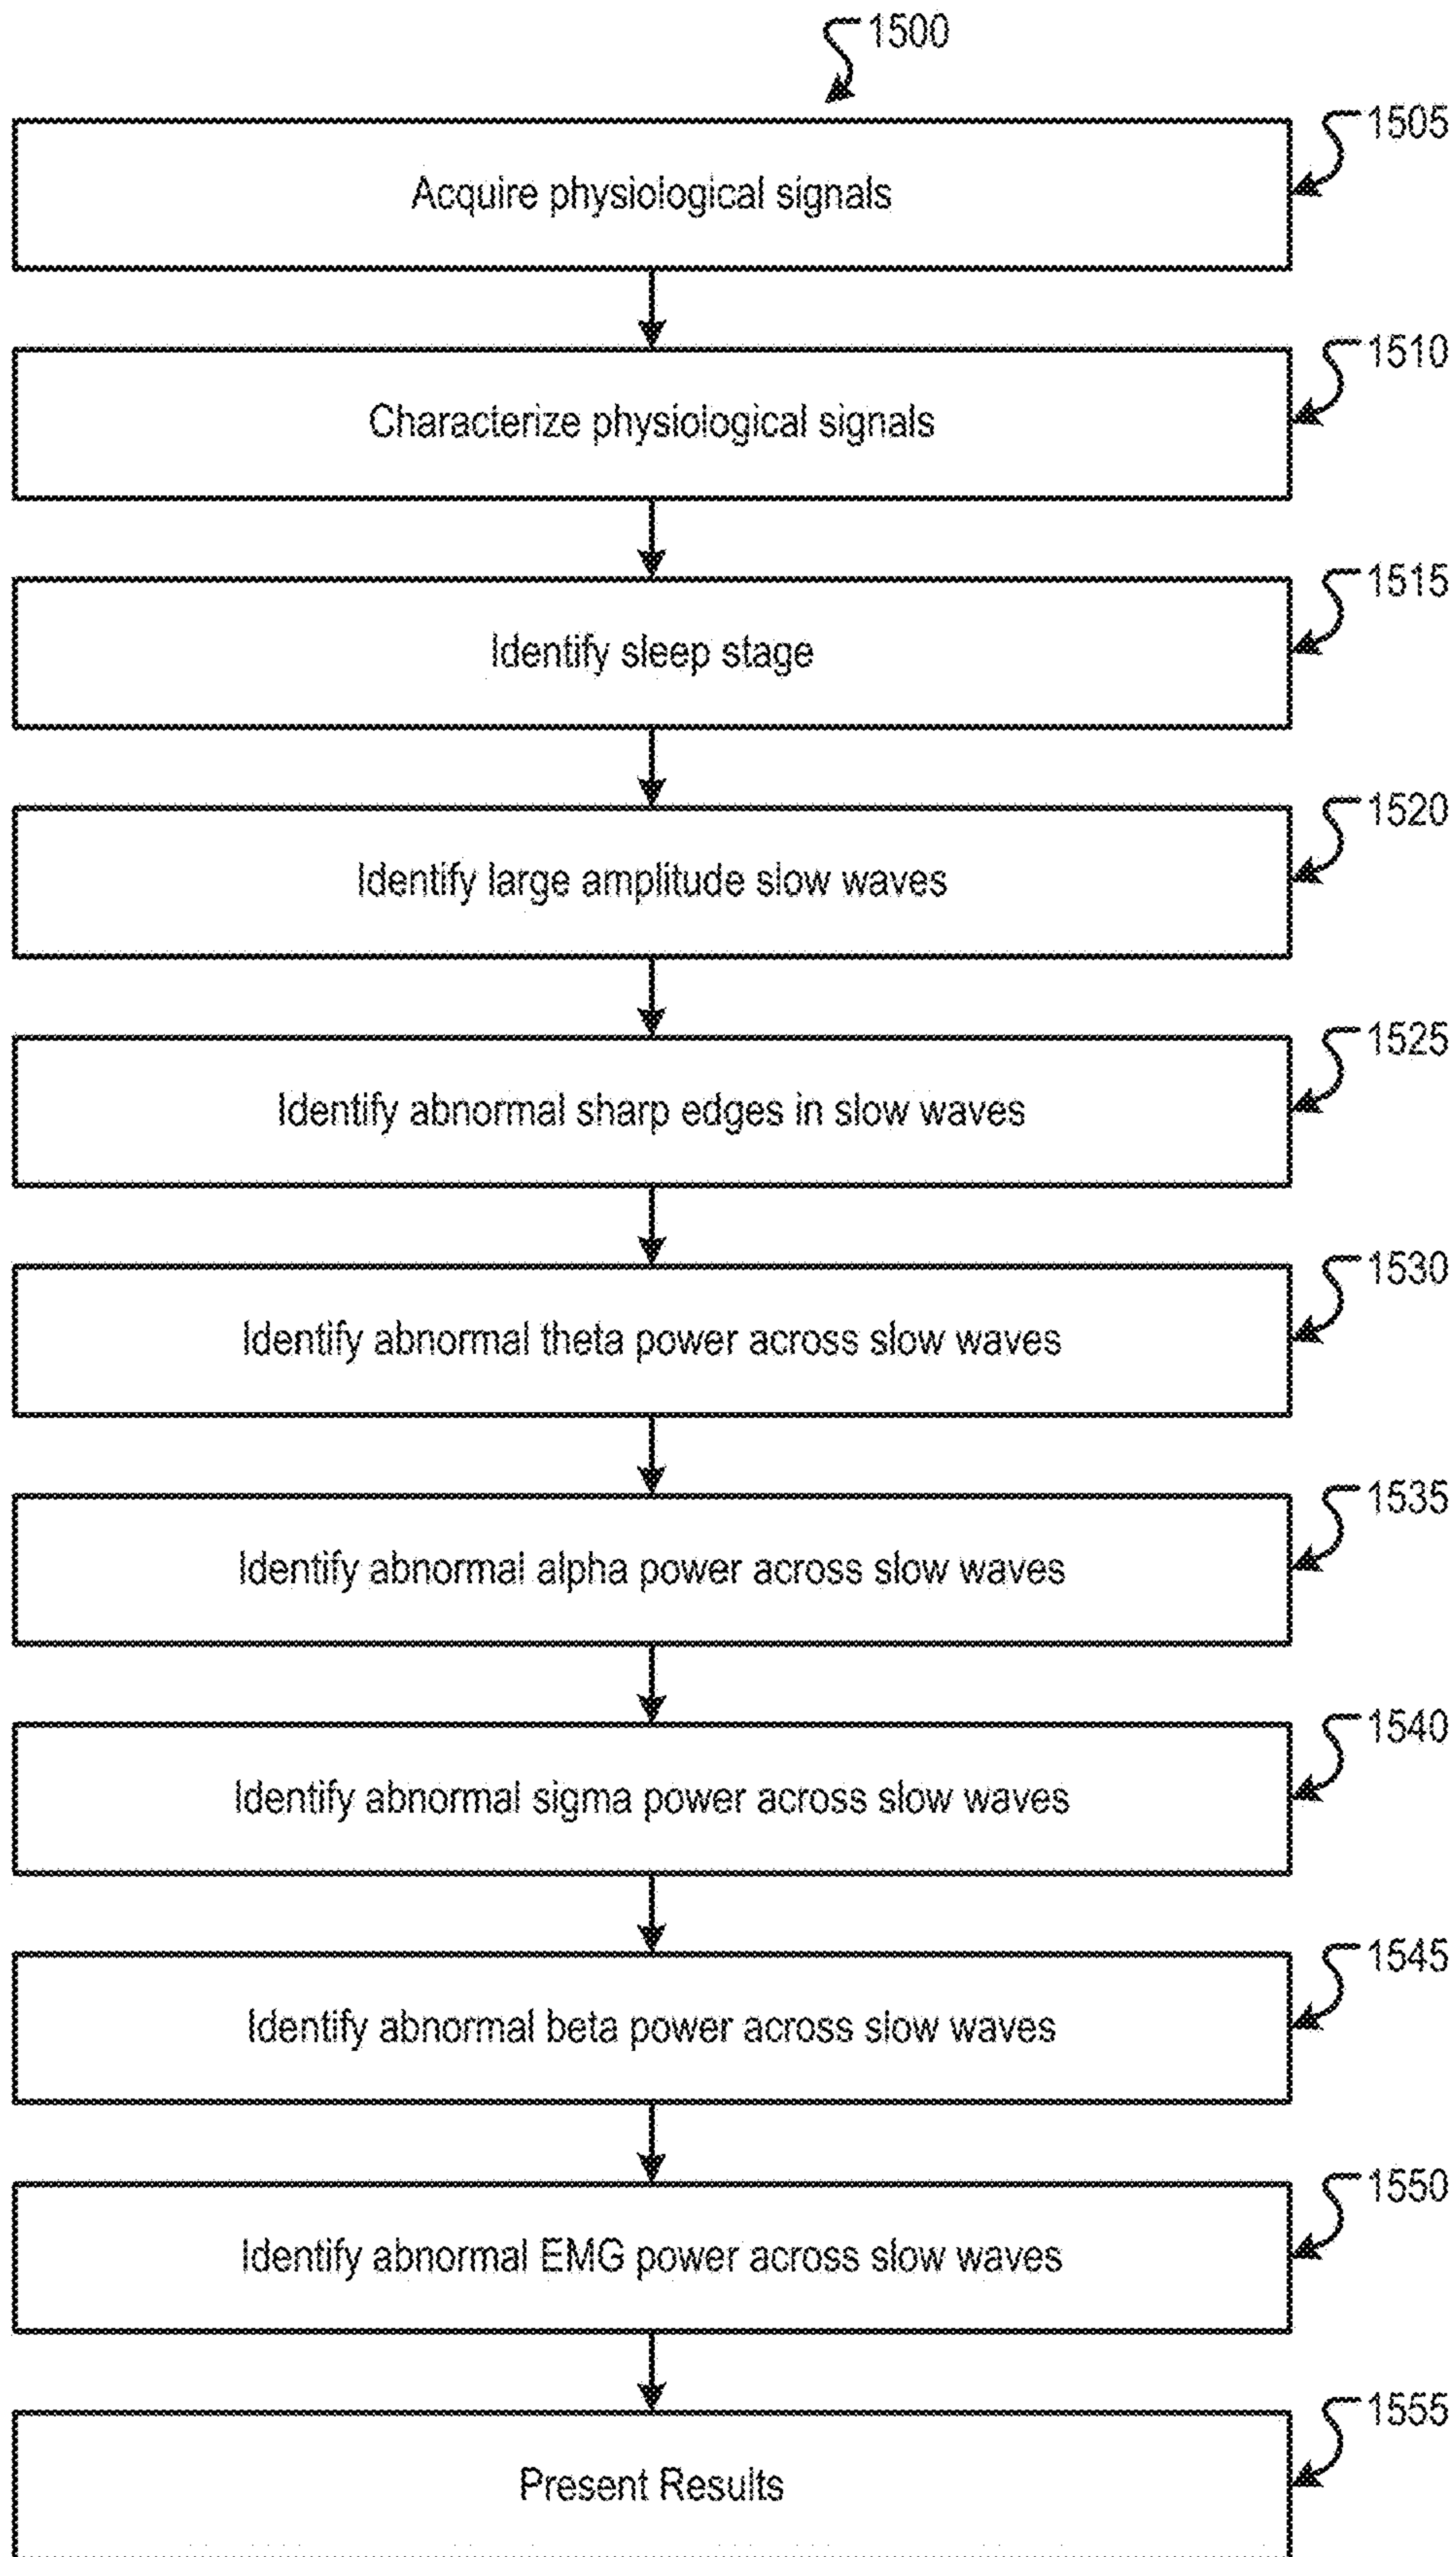 1500
1505
Acquire physiological signals
1510
Characterize physiological signals
1515
Identify sleep stage
1520
Identify large amplitude slow waves
1525
Identify abnormal sharp edges in slow waves
1530
Identify abnormal theta power across slow waves
1535
Identify abnormal alpha power across slow waves
1540
Identify abnormal sigma power across slow waves
1545
Identify abnormal beta power across slow waves
1550
Identify abnormal EMG power across slow waves
1555
Present Results